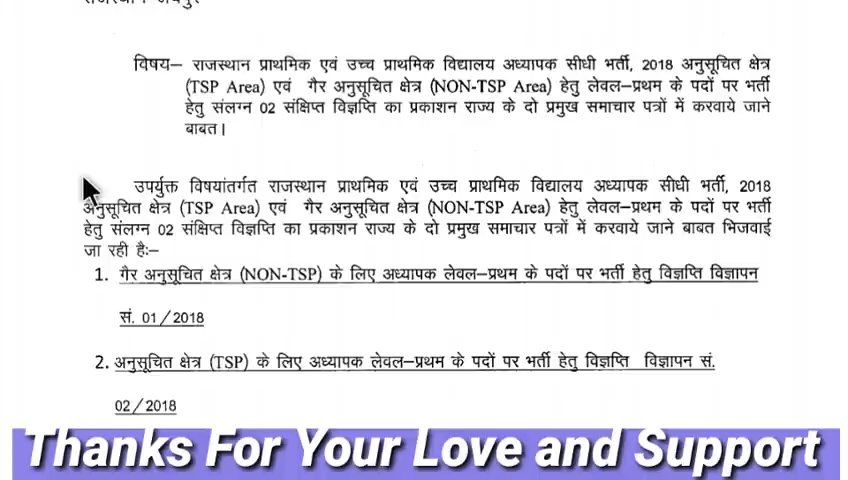 राजस्थान जयपुर
विषय– राजस्थान प्राथमिक एवं उच्च प्राथमिक विद्यालय अध्यापक सीधी भर्ती, 2018 अनुसूचित क्षेत्र
(TSP Area) एवं गैर अनुसूचित क्षेत्र (NON-TSP Area) हेतु लेवल–प्रथम के पदों पर भर्ती
हेतु संलग्न 02 संक्षिप्त विज्ञप्ति का प्रकाशन राज्य के दो प्रमुख समाचार पत्रों में करवाये जाने
बाबत।
उपर्युक्त विषयांतर्गत राजस्थान प्राथमिक एवं उच्च प्राथमिक विद्यालय अध्यापक सीधी भर्ती, 2018
अनुसूचित क्षेत्र (TSP Area) एवं गैर अनुसूचित क्षेत्र (NON-TSP Area) हेतु लेवल–प्रथम के पदों पर भर्ती
हेतु संलग्न 02 संक्षिप्त विज्ञप्ति का प्रकाशन राज्य के दो प्रमुख समाचार पत्रों में करवाये जाने बाबत भिजवाई
जा रही है:–
1. गैर अनुसूचित क्षेत्र (NON-TSP) के लिए अध्यापक लेवल–प्रथम के पदों पर भर्ती हेतु विज्ञप्ति विज्ञापन
सं. 01/2018
2. अनुसूचित क्षेत्र (TSP) के लिए अध्यापक लेवल–प्रथम के पदों पर भर्ती हेतु विज्ञप्ति विज्ञापन सं.
02/2018
Thanks For Your Love and Support